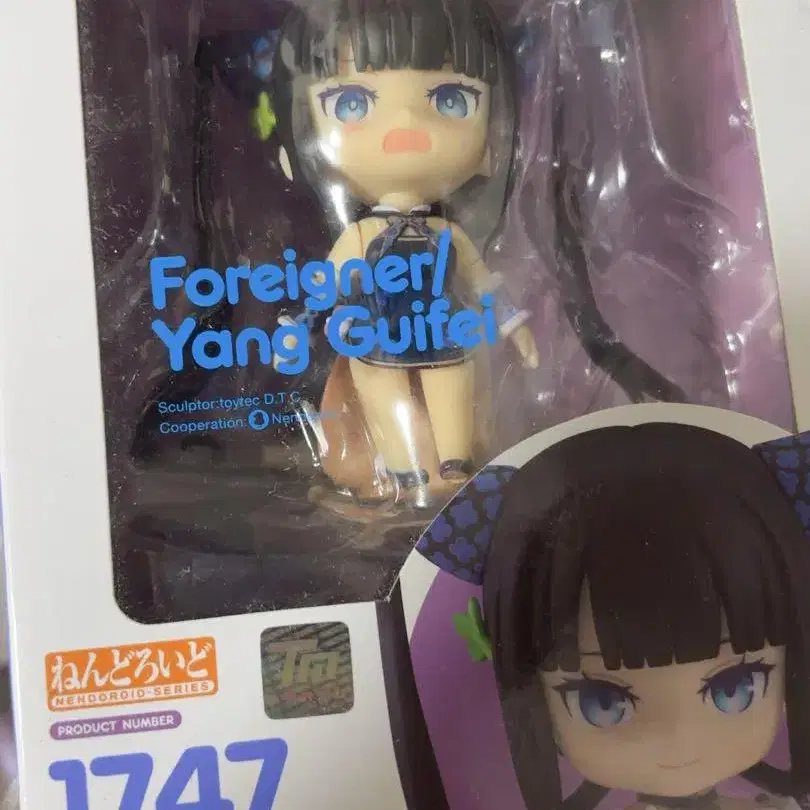 Foreigner/
Yang Guifei
Sculptor:toytec D.T.C
Cooperation:
ねんどろいど
NENDOROID-SERIES
PRODUCT NUMBER
1747